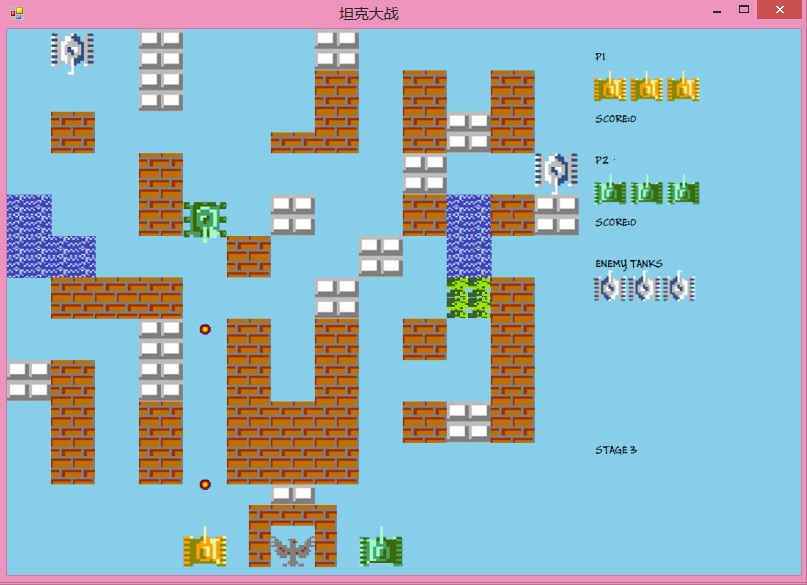 坦克大战
P1
SCORE:0
P2
SCORE:0
ENEMY TANKS
STAGE 3